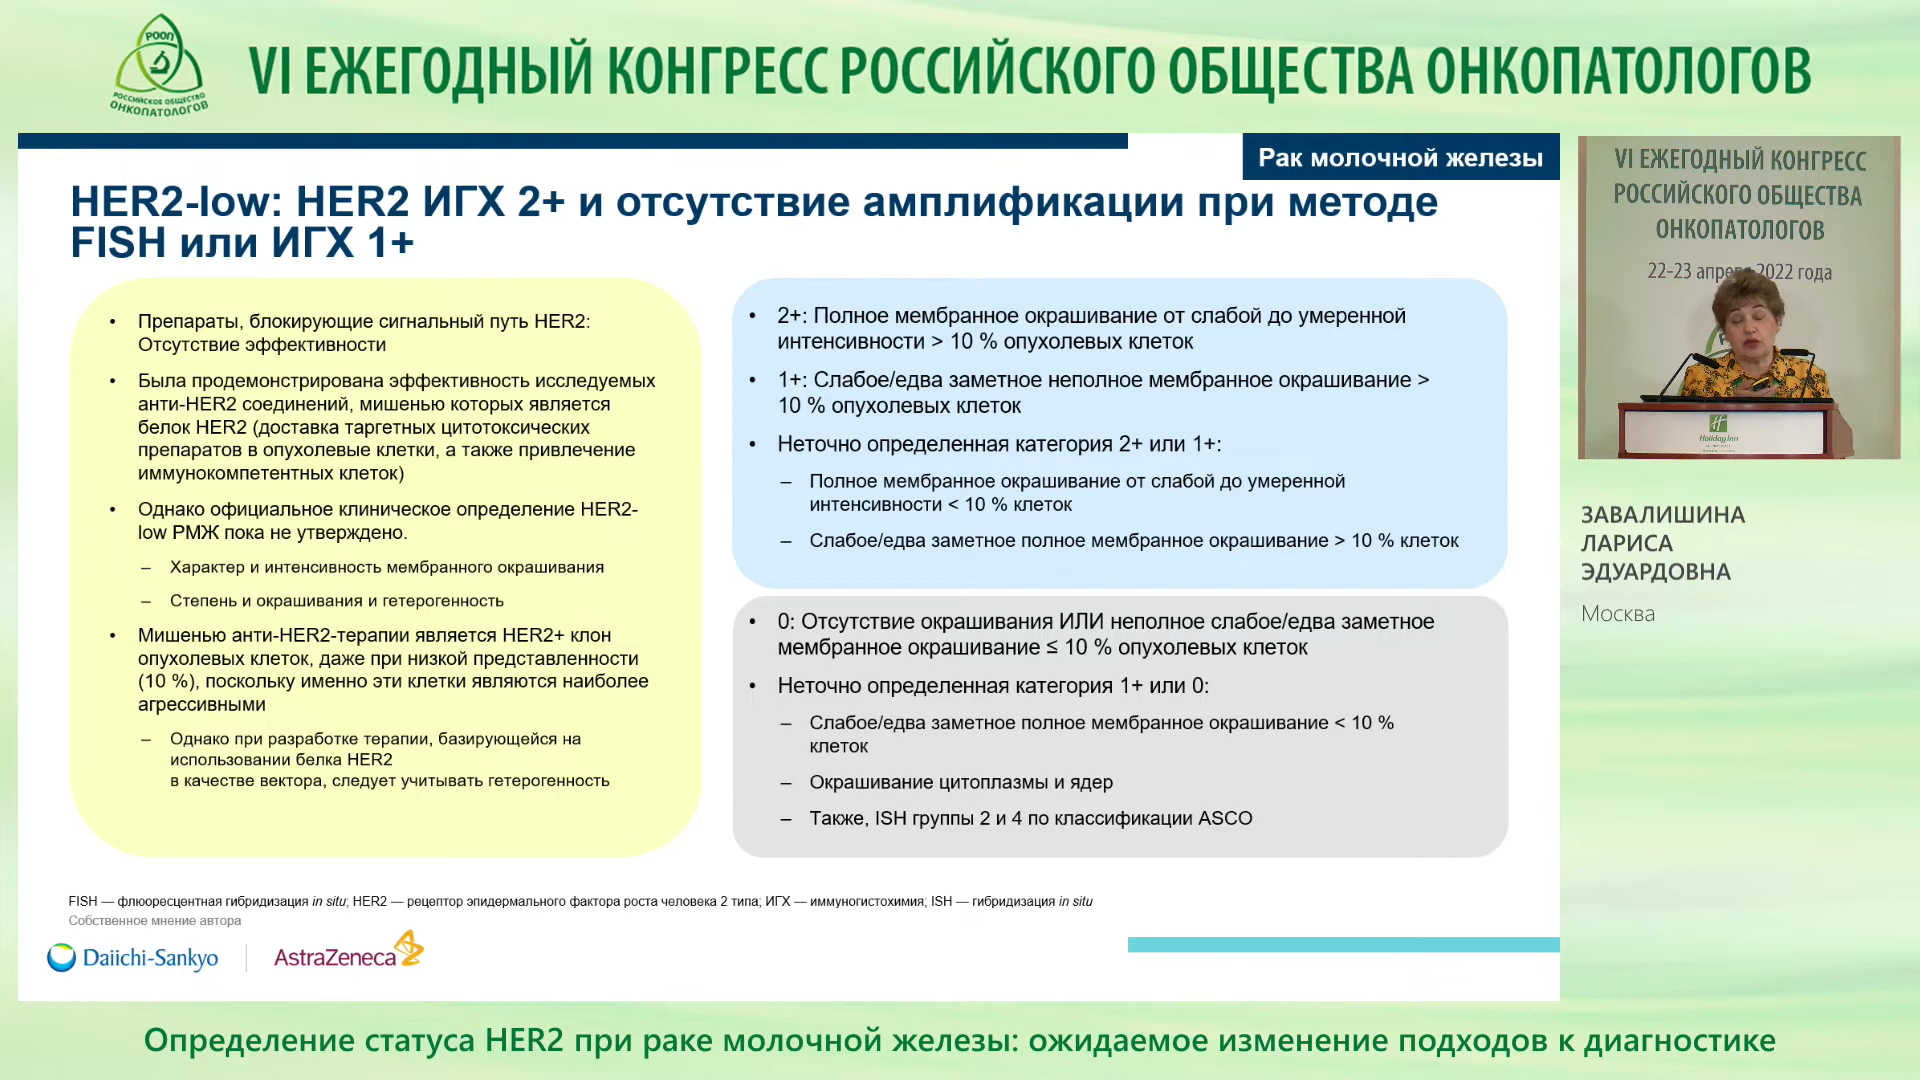 РООП
РОССИЙСКОЕ ОБЩЕСТВО
ОНКОПАТОЛОГОВ
VI ЕЖЕГОДНЫЙ КОНГРЕСС РОССИЙСКОГО ОБЩЕСТВА ОНКОПАТОЛОГОВ
Рак молочной железы
HER2-low: HER2 ИГХ 2+ и отсутствие амплификации при методе
FISH или ИГХ 1+
• Препараты, блокирующие сигнальный путь HER2:
Отсутствие эффективности
• Была продемонстрирована эффективность исследуемых
анти-HER2 соединений, мишенью которых является
белок HER2 (доставка таргетных цитотоксических
препаратов в опухолевые клетки, а также привлечение
иммунокомпетентных клеток)
• Однако официальное клиническое определение HER2-
low РМЖ пока не утверждено.
– Характер и интенсивность мембранного окрашивания
– Степень и окрашивания и гетерогенность
• Мишенью анти-HER2-терапии является HER2+ клон
опухолевых клеток, даже при низкой представленности
(10 %), поскольку именно эти клетки являются наиболее
агрессивными
– Однако при разработке терапии, базирующейся на
использовании белка HER2
в качестве вектора, следует учитывать гетерогенность
• 2+: Полное мембранное окрашивание от слабой до умеренной
интенсивности > 10 % опухолевых клеток
• 1+: Слабое/едва заметное неполное мембранное окрашивание >
10 % опухолевых клеток
• Неточно определенная категория 2+ или 1+:
– Полное мембранное окрашивание от слабой до умеренной
интенсивности < 10 % клеток
– Слабое/едва заметное полное мембранное окрашивание > 10 % клеток
• 0: Отсутствие окрашивания ИЛИ неполное слабое/едва заметное
мембранное окрашивание ≤ 10 % опухолевых клеток
• Неточно определенная категория 1+ или 0:
– Слабое/едва заметное полное мембранное окрашивание < 10 %
клеток
– Окрашивание цитоплазмы и ядер
– Также, ISH группы 2 и 4 по классификации ASCO
FISH — флюоресцентная гибридизация in situ; HER2 — рецептор эпидермального фактора роста человека 2 типа; ИГХ — иммуногистохимия; ISH — гибридизация in situ
Собственное мнение автора
Daiichi-Sankyo
AstraZeneca
VI ЕЖЕГОДНЫЙ КОНГРЕСС
РОССИЙСКОГО ОБЩЕСТВА
ОНКОПАТОЛОГОВ
22-23 2022 года
Holiday Inn
ЗАВАЛИШИНА
ЛАРИСА
ЭДУАРДОВНА
Москва
Определение статуса HER2 при раке молочной железы: ожидаемое изменение подходов к диагностике